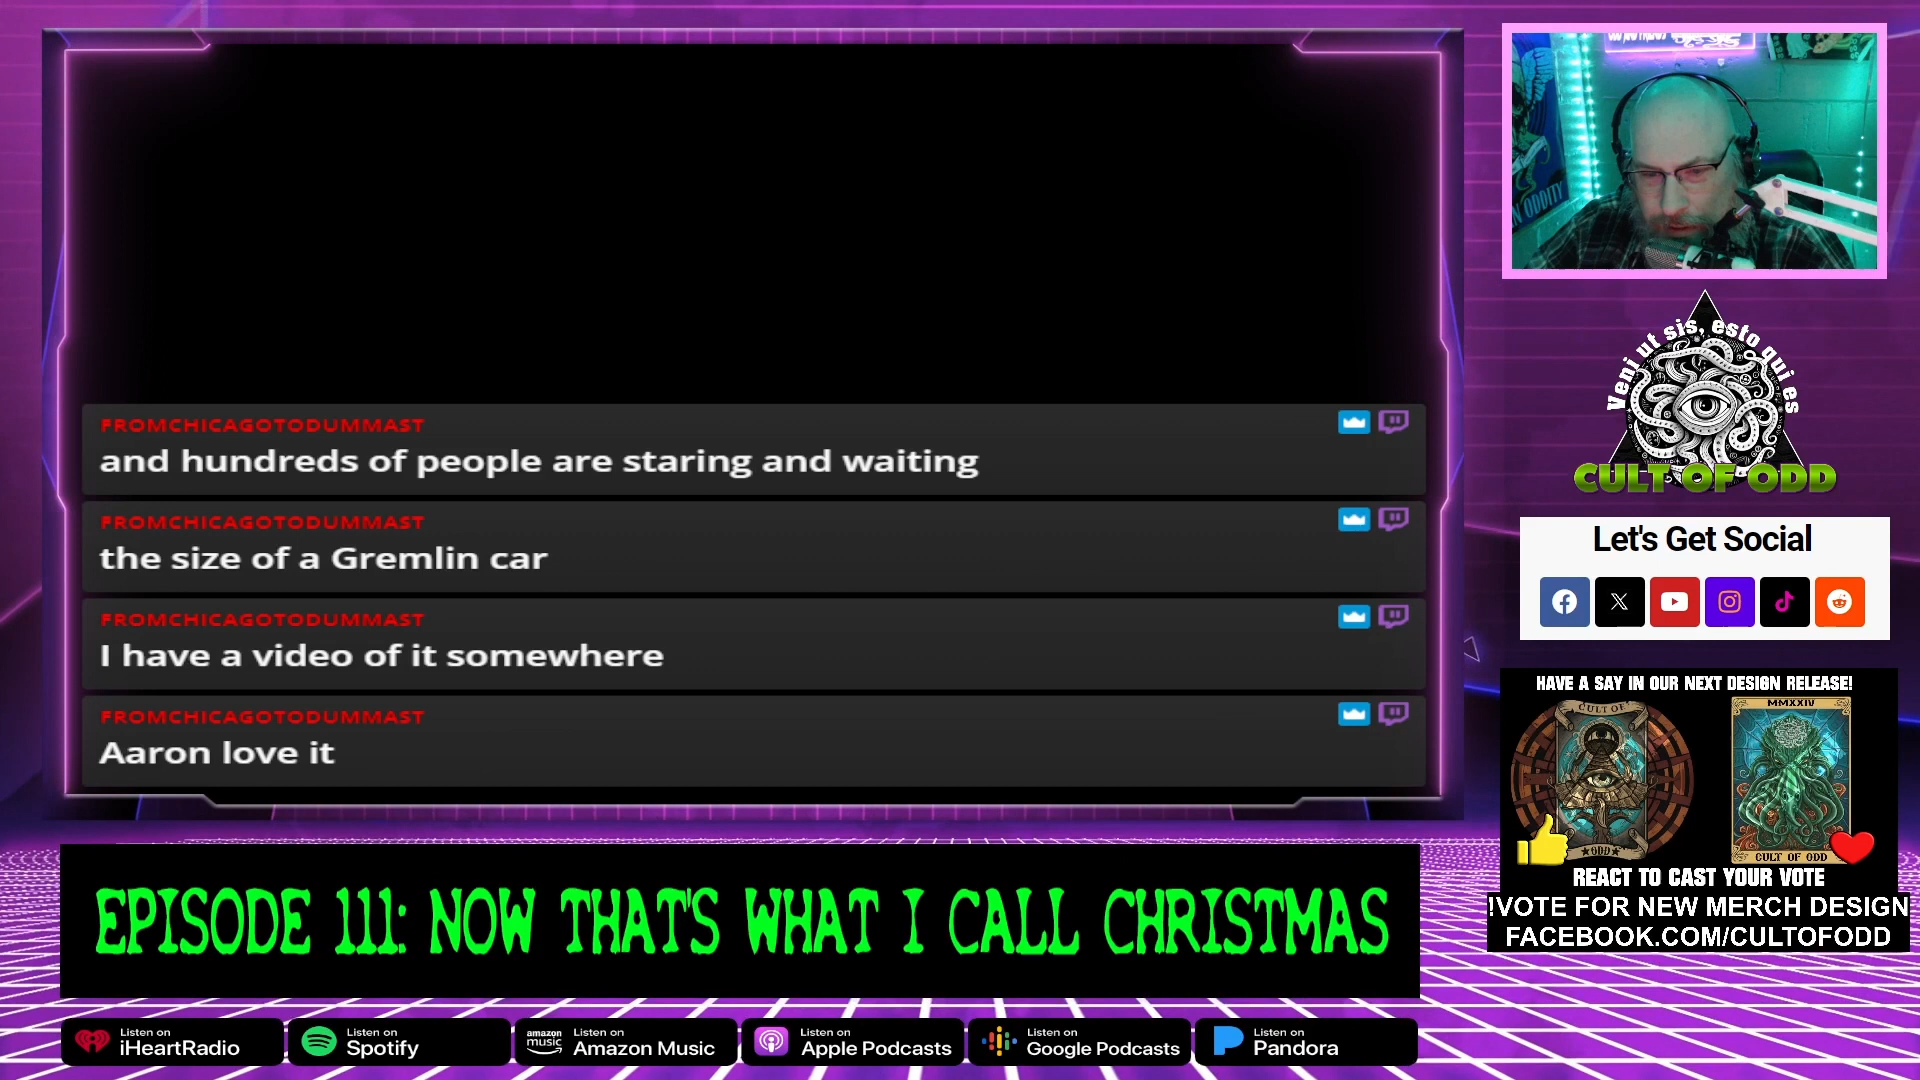 FROMCHICAGOTODUMMAST
and hundreds of people are staring and waiting
FROMCHICAGOTODUMMAST
the size of a Gremlin car
FROMCHICAGOTODUMMAST
I have a video of it somewhere
FROMCHICAGOTODUMMAST
Aaron love it
EPISODE 111: NOW THAT'S WHAT I CALL CHRISTMAS
Listen on
iHeartRadio
Listen on
Spotify
amazon
music
Listen on
Amazon Music
Listen on
Apple Podcasts
Listen on
Google Podcasts
Listen on
Pandora
N ODDITY
Veni ut sis, esto qui es
CULT OF ODD
Let's Get Social
HAVE A SAY IN OUR NEXT DESIGN RELEASE!
CULT OF
ODD
MMXXIV
CULT OF ODD
REACT TO CAST YOUR VOTE
!VOTE FOR NEW MERCH DESIGN
FACEBOOK.COM/CULTOFODD